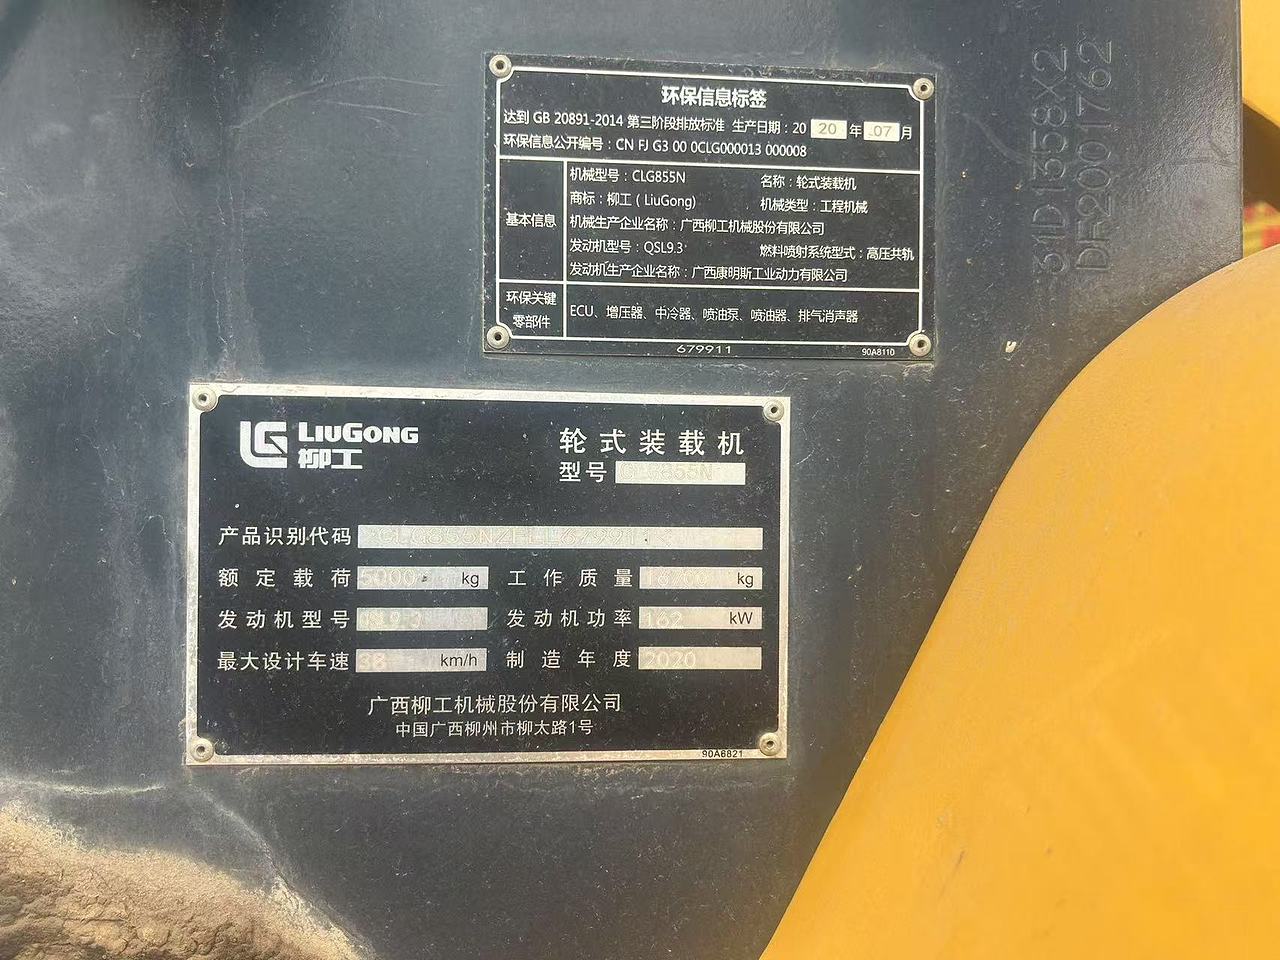 环保信息标签
达到 GB 20891-2014 第三阶段排放标准 生产日期：20 20 年 07 月
环保信息公开编号：CN FJ G3 00 0CLG000013 000008
基本信息
机械型号：CLG855N 名称：轮式装载机
商标：柳工（LiuGong) 机械类型：工程机械
机械生产企业名称：广西柳工机械股份有限公司
发动机型号：QSL9.3 燃料喷射系统型式：高压共轨
发动机生产企业名称：广西康明斯工业动力有限公司
环保关键
零部件
ECU、增压器、中冷器、喷油泵、喷油器、排气消声器
679911
90A8110
31D1358X2
DF2001762
LIUGONG
柳工
轮式装载机
型号 CLG855N
产品识别代码
额定载荷 5000 kg 工作质量 kg
发动机型号 QSL9.3 发动机功率 162 kW
最大设计车速 38 km/h 制造年度 2020
广西柳工机械股份有限公司
中国广西柳州市柳太路1号
90A6821